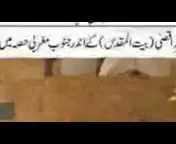 اقصیٰ (بیت المقدس) کے اندر جنوب مغربی حصہ میں